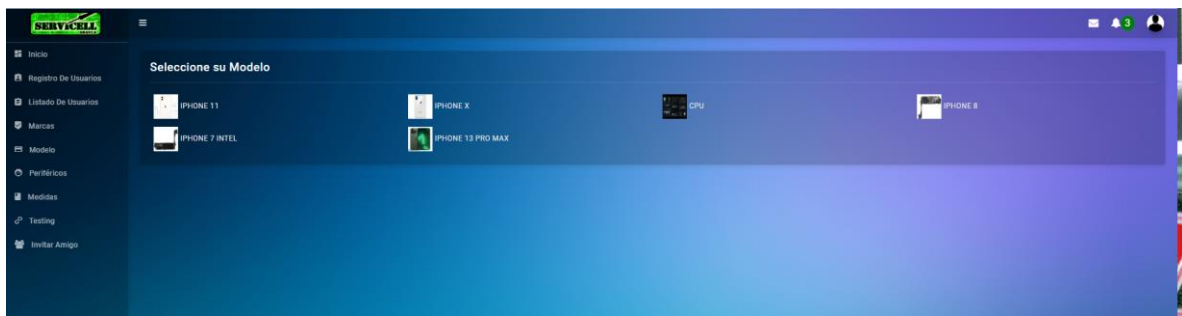 SERVICELL
3
Inicio
Registro De Usuarios
Listado De Usuarios
Marcas
Modelo
Periféricos
Medidas
Testing
Invitar Amigo
Seleccione su Modelo
IPHONE 11
IPHONE X
CPU
IPHONE 8
IPHONE 7 INTEL
IPHONE 13 PRO MAX